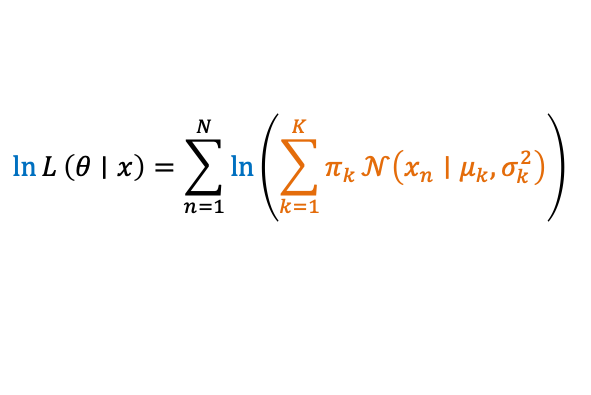 ln L (θ | x) = ∑_{n=1}^{N} ln ( ∑_{k=1}^{K} π_k 𝒩(x_n | μ_k, σ_k^2) )